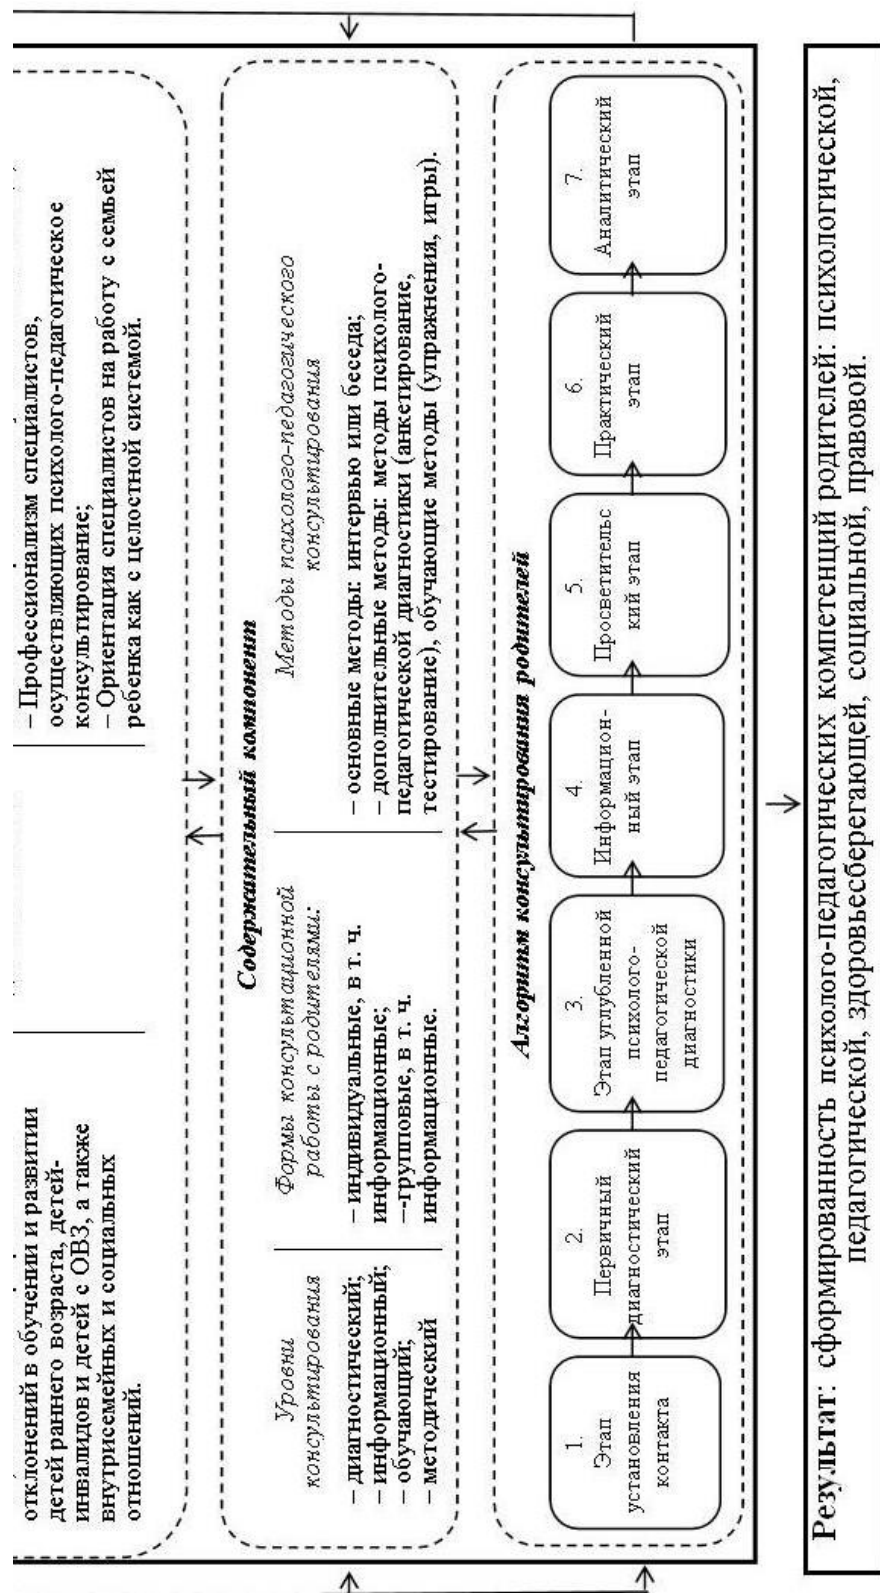 отклонений в обучении и развитии
детей раннего возраста, детей-
инвалидов и детей с ОВЗ, а также
внутрисемейных и социальных
отношений.
– Профессионализм специалистов,
осуществляющих психолого-педагогическое
консультирование;
– Ориентация специалистов на работу с семьей
ребенка как с целостной системой.
Содержательный компонент
Уровни
консультирования
– диагностический;
– информационный;
– обучающий;
– методический
Формы консультационной
работы с родителями:
– индивидуальные, в т. ч.
информационные;
–-групповые, в т. ч.
информационные.
Методы психолого-педагогического
консультирования
– основные методы: интервью или беседа;
– дополнительные методы: методы психолого-
педагогической диагностики (анкетирование,
тестирование), обучающие методы (упражнения, игры).
Алгоритм консультирования родителей
1.
Этап
установления
контакта
2.
Первичный
диагностический
этап
3.
Этап углубленной
психолого-
педагогической
диагностики
4.
Информацион-
ный этап
5.
Просветительс
кий этап
6.
Практический
этап
7.
Аналитический
этап
Результат: сформированность психолого-педагогических компетенций родителей: психологической,
педагогической, здоровьесберегающей, социальной, правовой.